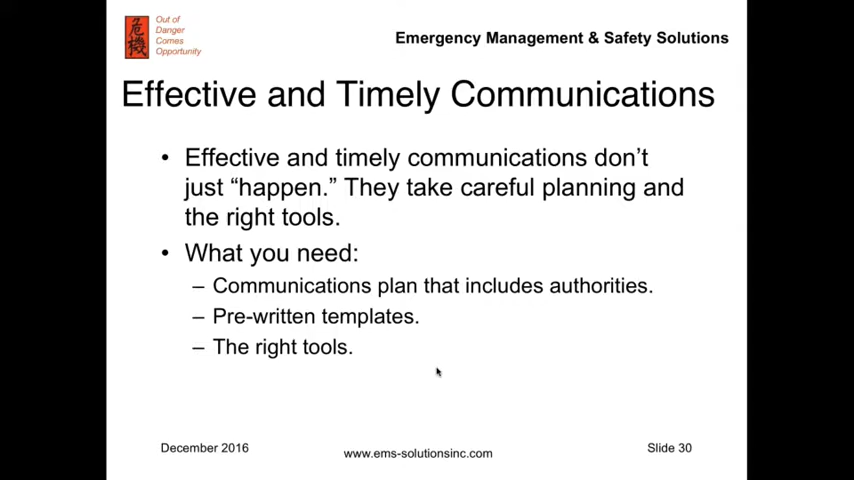 危機
Out of
Danger
Comes
Opportunity
Emergency Management & Safety Solutions
Effective and Timely Communications
• Effective and timely communications don’t
just “happen.” They take careful planning and
the right tools.
• What you need:
– Communications plan that includes authorities.
– Pre-written templates.
– The right tools.
December 2016
www.ems-solutionsinc.com
Slide 30